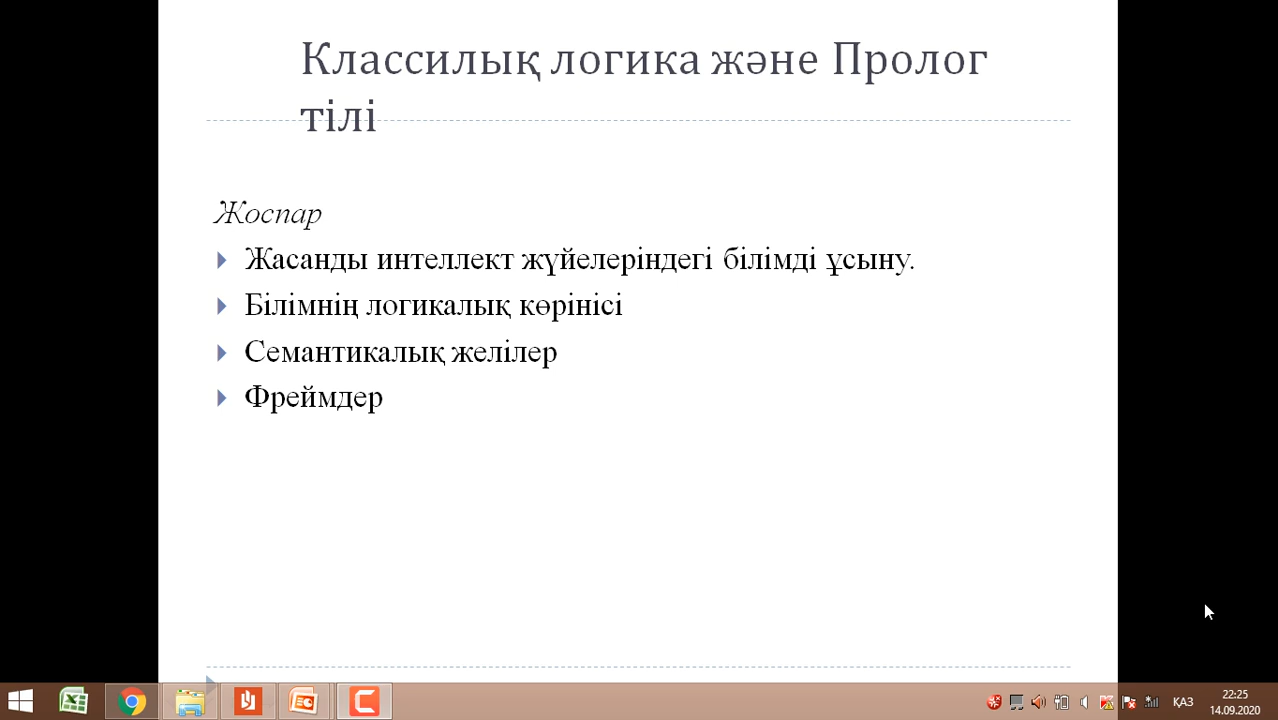 Классилық логика және Пролог
тілі
Жоспар
Жасанды интеллект жүйелеріндегі білімді ұсыну.
Білімнің логикалық көрінісі
Семантикалық желілер
Фреймдер
ҚАЗ
22:25
14.09.2020